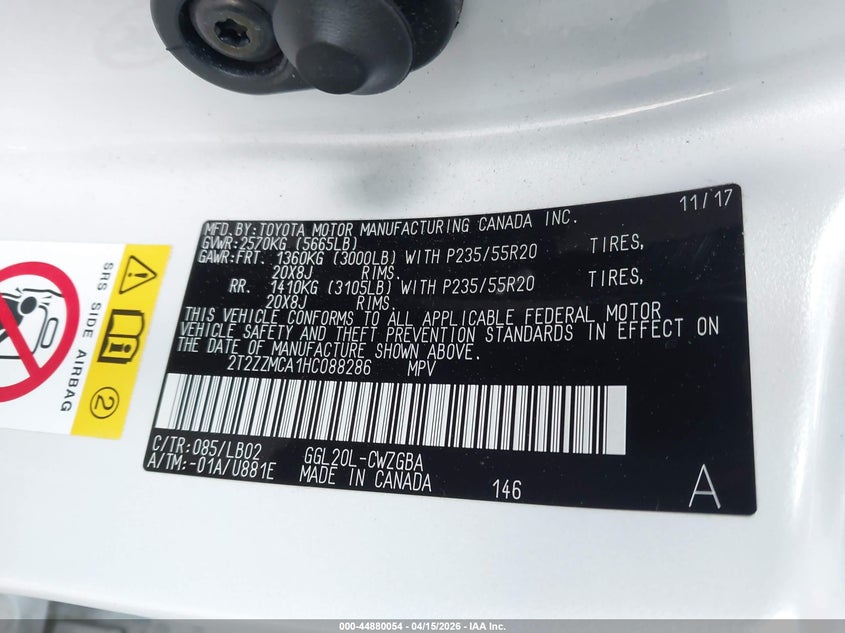 11/17
MFD.BY:TOYOTA MOTOR MANUFACTURING CANADA INC.
GVWR:2570KG (5665LB)
GAWR:FRT. 1360KG (3000LB) WITH P235/55R20 TIRES,
20X8J RIMS.
RR. 1410KG (3105LB) WITH P235/55R20 TIRES,
20X8J RIMS.
THIS VEHICLE CONFORMS TO ALL APPLICABLE FEDERAL MOTOR
VEHICLE SAFETY AND THEFT PREVENTION STANDARDS IN EFFECT ON
THE DATE OF MANUFACTURE SHOWN ABOVE.
2T2ZZMCA1HC088286 MPV
C/TR:085/LB02 GGL20L-CWZGBA
A/TM:-01A/U881E MADE IN CANADA 146 A
SRS SIDE AIRBAG
2
000-44880054 - 04/15/2026 - IAA Inc.